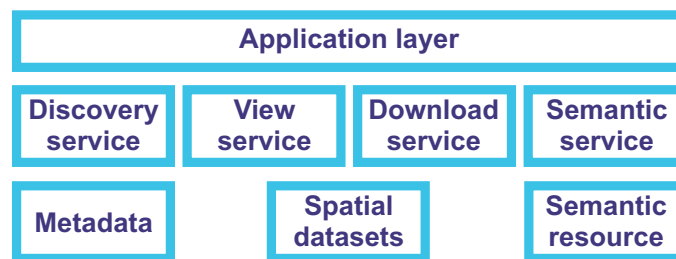 Application layer
Discovery
service
View
service
Download
service
Semantic
service
Metadata
Spatial
datasets
Semantic
resource